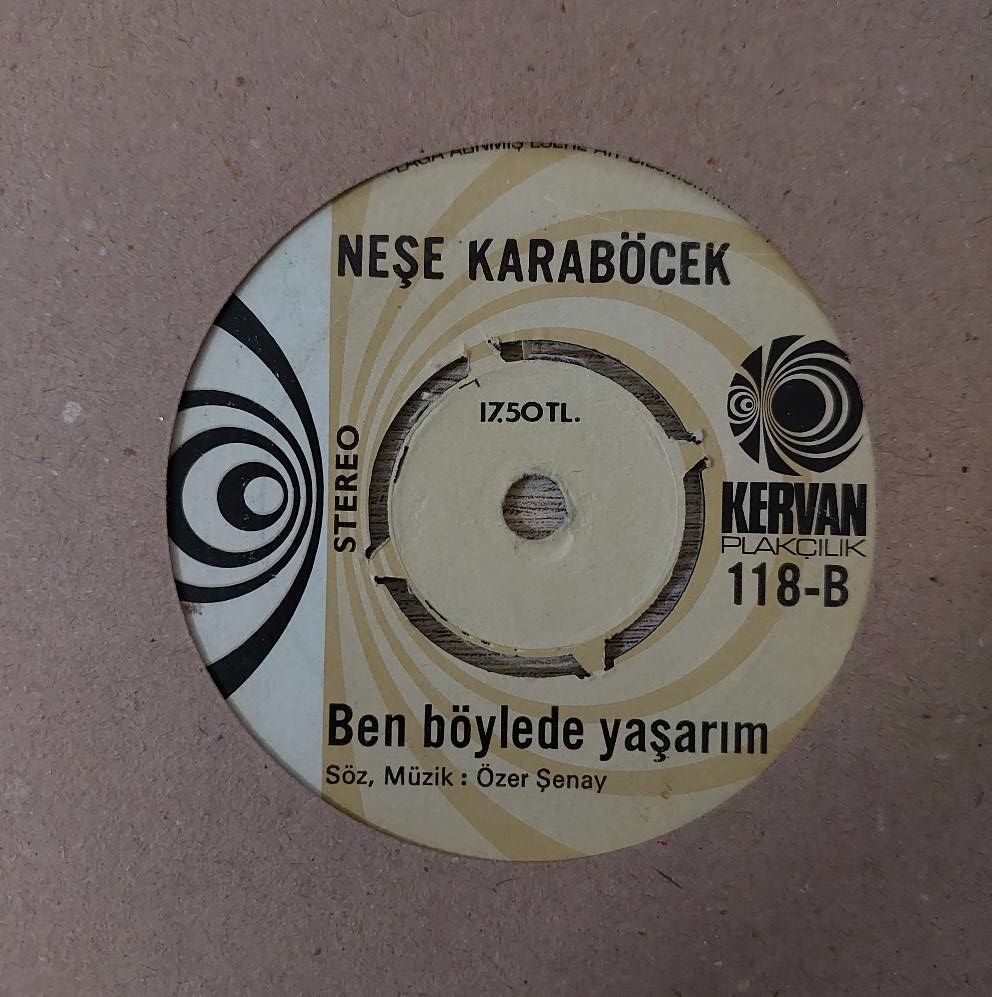 NEŞE KARABÖCEK
17.50 TL.
STEREO
KERVAN
PLAKÇILIK
118-B
Ben böylede yaşarım
Söz, Müzik : Özer Şenay